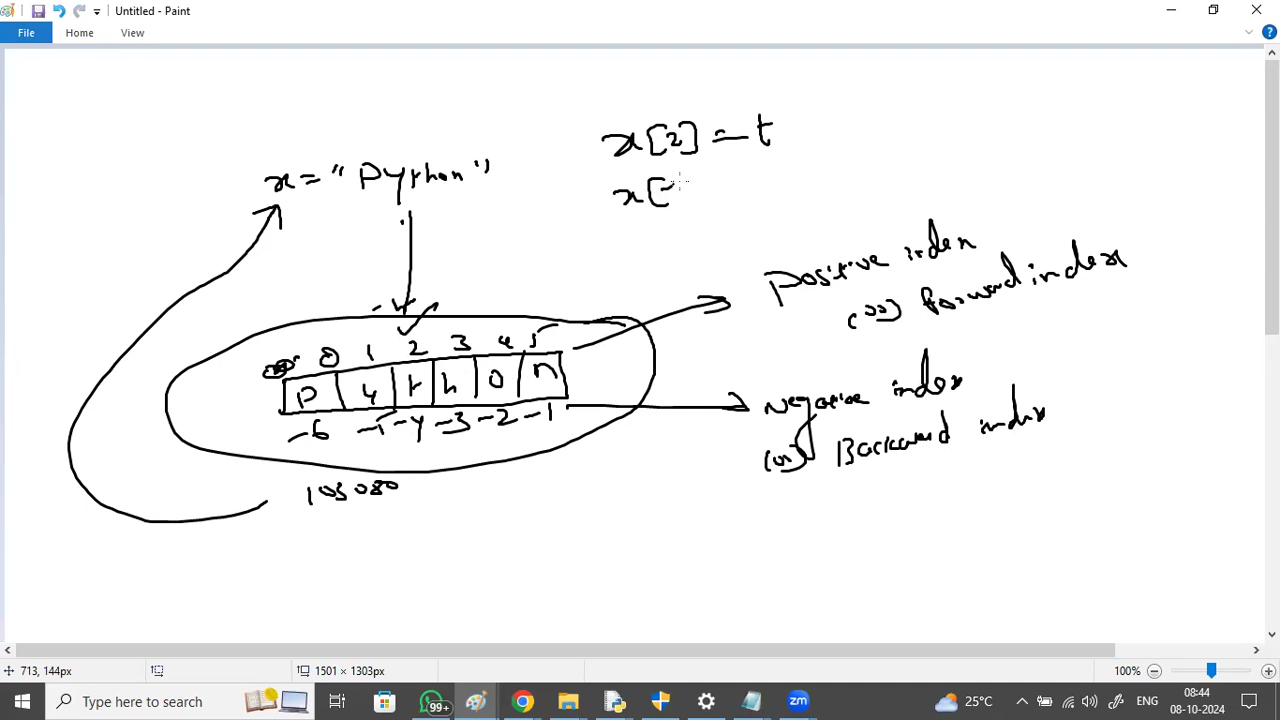 Untitled - Paint
File Home View
x[2] = t
x = "Python"
x[-
Positive index
(or) forward index
0 1 2 3 4 5
P y t h o n
-6 -5 -4 -3 -2 -1
Negative index
(or) Backward index
105080
713, 144px
1501 × 1303px
100%
Type here to search
99+
zm
25°C
ENG
08:44
08-10-2024